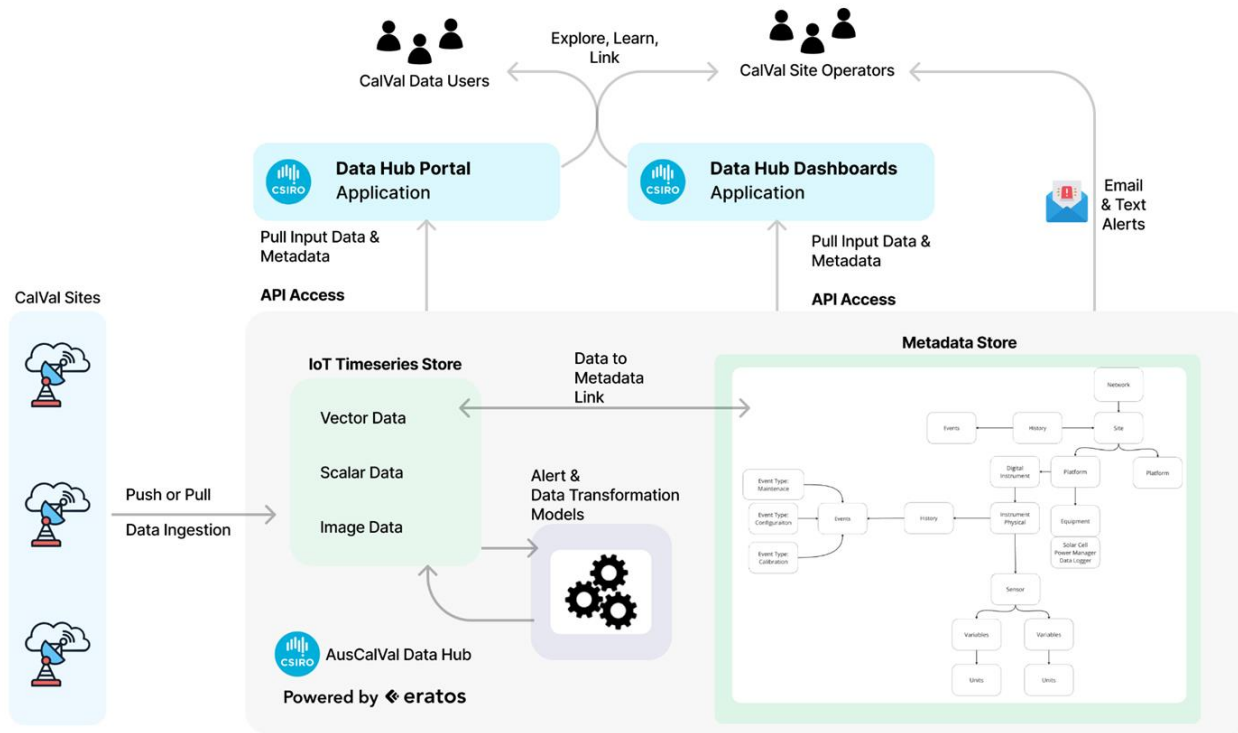 Explore, Learn,
Link
CalVal Data Users
CalVal Site Operators
CSIRO
Data Hub Portal
Application
CSIRO
Data Hub Dashboards
Application
Email
& Text
Alerts
Pull Input Data &
Metadata
API Access
Pull Input Data &
Metadata
API Access
CalVal Sites
Push or Pull
Data Ingestion
IoT Timeseries Store
Vector Data
Scalar Data
Image Data
Data to
Metadata
Link
Alert &
Data Transformation
Models
CSIRO
AusCalVal Data Hub
Powered by eratos
Metadata Store
Network
Events
History
Site
Digital
Instrument
Platform
Platform
Event Type:
Maintenace
Event Type:
Configuraiton
Event Type:
Calibration
Events
History
Instrument
Physical
Equipment
Solar Cell
Power Manager
Data Logger
Sensor
Variables
Variables
Units
Units